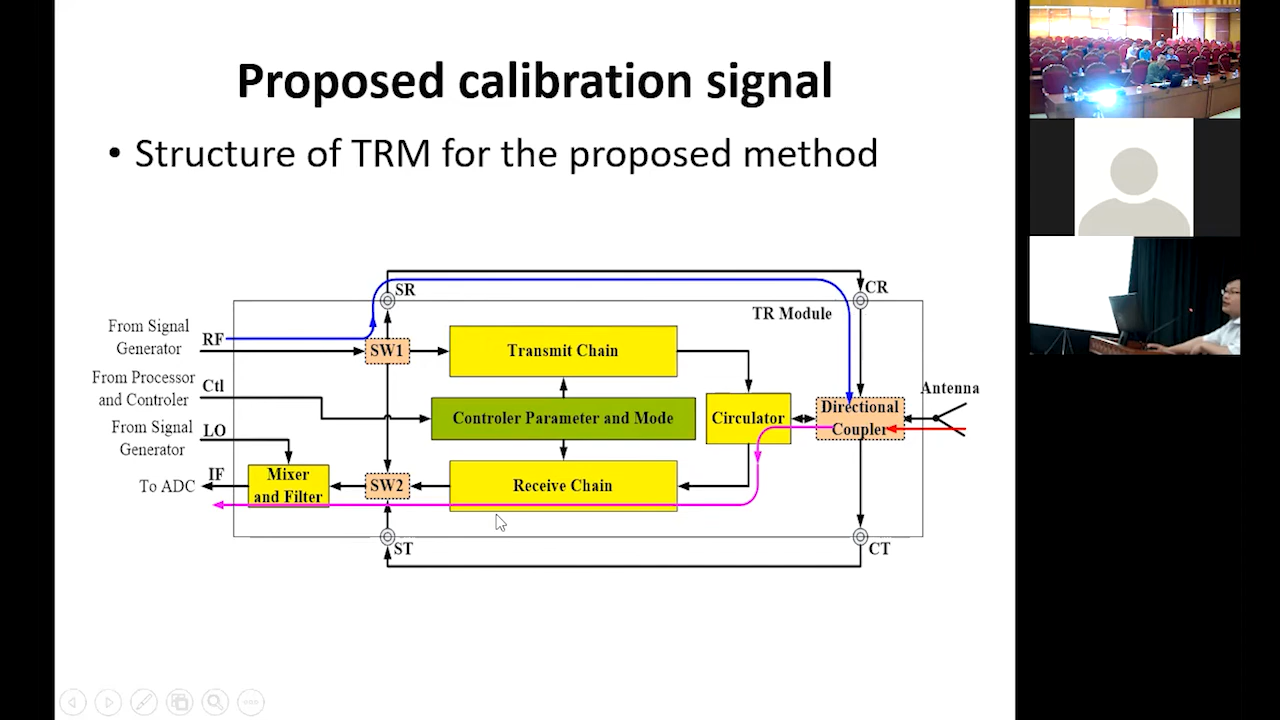 Proposed calibration signal
• Structure of TRM for the proposed method
SR
CR
From Signal
Generator
RF
TR Module
SW1
Transmit Chain
From Processor
and Controler
Ctl
Antenna
Controler Parameter and Mode
Circulator
Directional
Coupler
From Signal
Generator
LO
Mixer
and Filter
IF
To ADC
SW2
Receive Chain
ST
CT